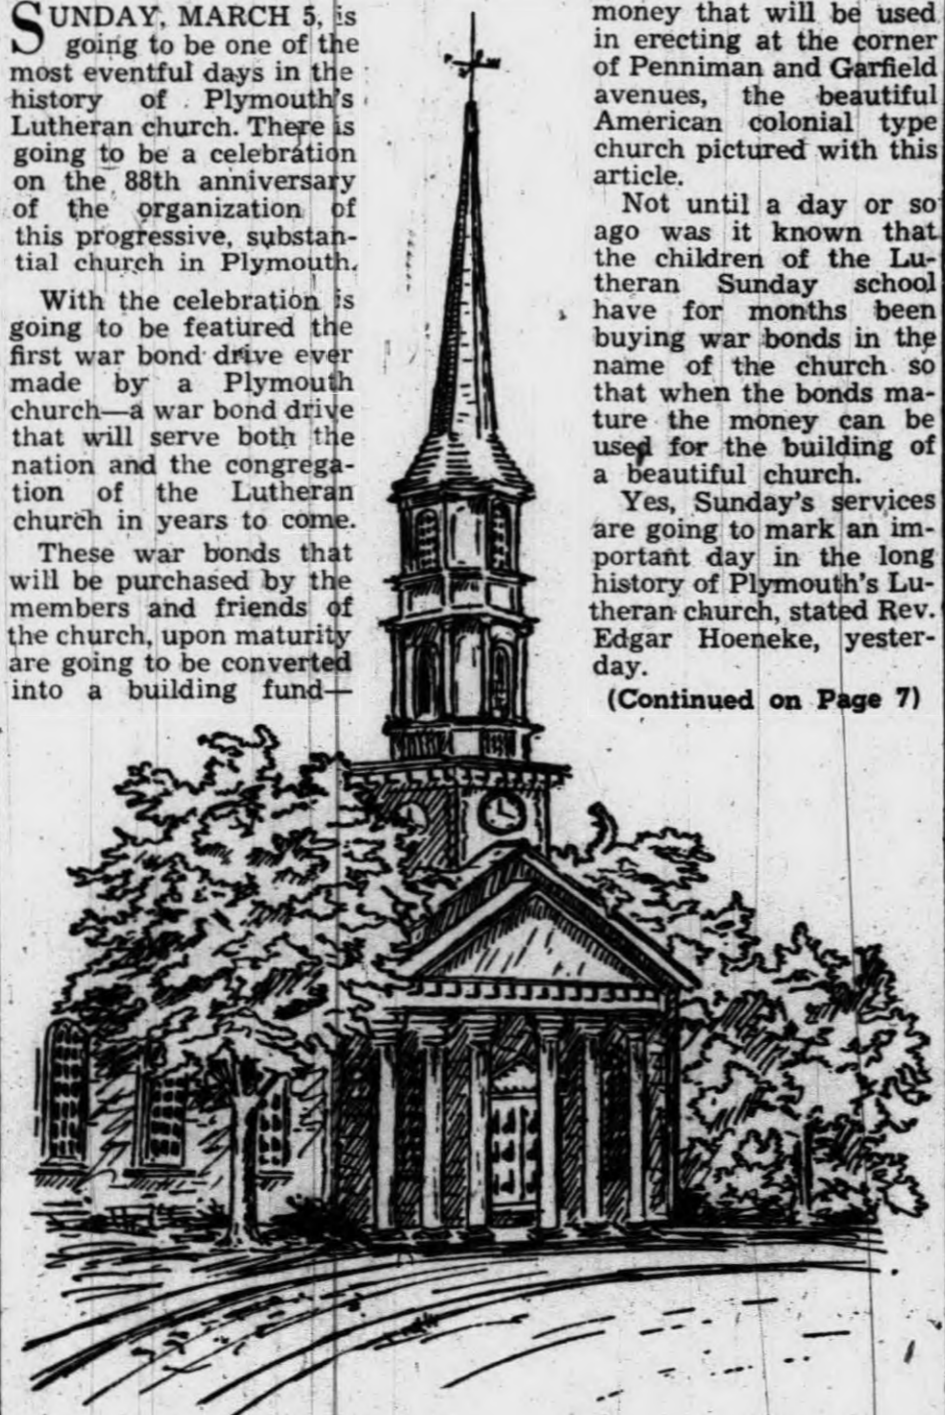 SUNDAY, MARCH 5, is
going to be one of the
most eventful days in the
history of Plymouth's
Lutheran church. There is
going to be a celebration
on the 88th anniversary
of the organization of
this progressive, substan-
tial church in Plymouth.
With the celebration is
going to be featured the
first war bond drive ever
made by a Plymouth
church—a war bond drive
that will serve both the
nation and the congrega-
tion of the Lutheran
church in years to come.
These war bonds that
will be purchased by the
members and friends of
the church, upon maturity
are going to be converted
into a building fund—
money that will be used
in erecting at the corner
of Penniman and Garfield
avenues, the beautiful
American colonial type
church pictured with this
article.
Not until a day or so
ago was it known that
the children of the Lu-
theran Sunday school
have for months been
buying war bonds in the
name of the church so
that when the bonds ma-
ture the money can be
used for the building of
a beautiful church.
Yes, Sunday's services
are going to mark an im-
portant day in the long
history of Plymouth's Lu-
theran church, stated Rev.
Edgar Hoeneke, yester-
day.
(Continued on Page 7)